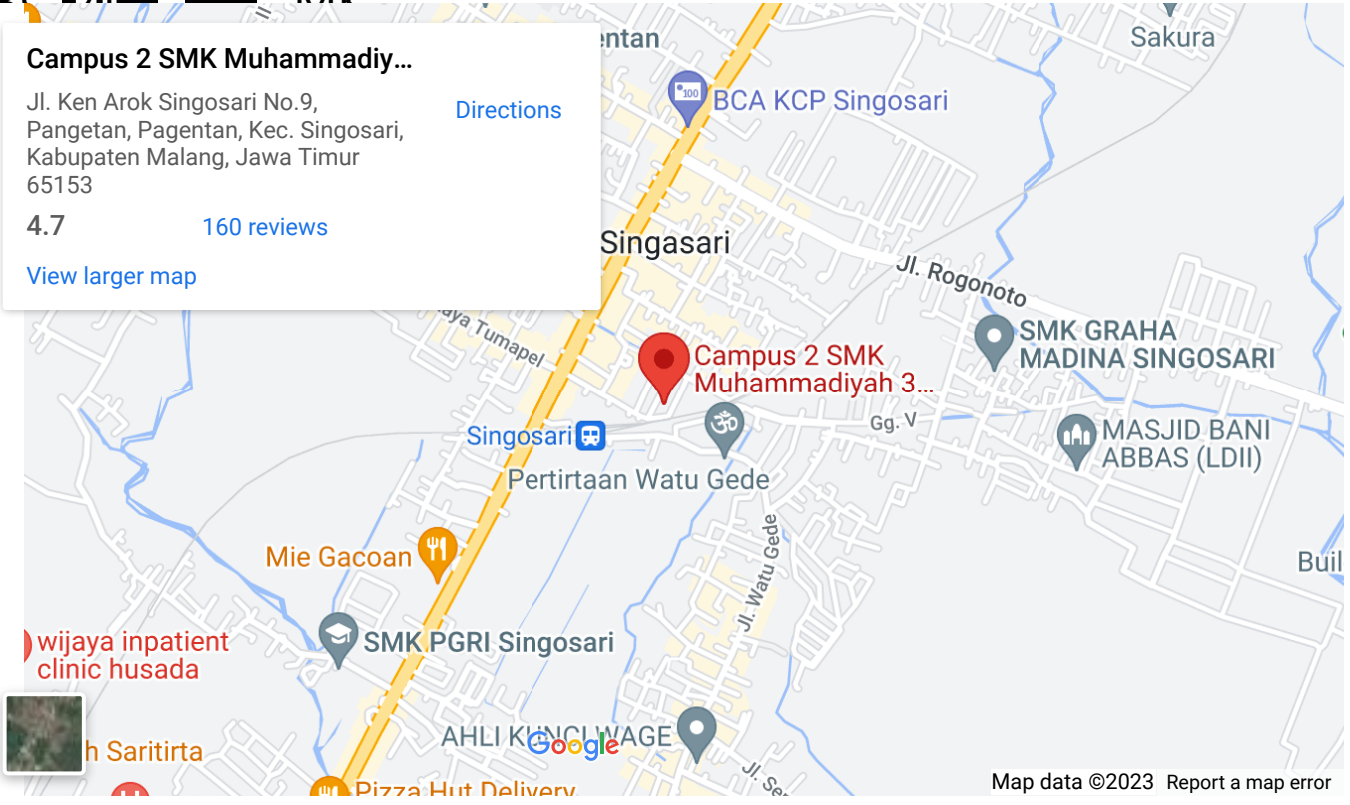 Campus 2 SMK Muhammadiy...
Jl. Ken Arok Singosari No.9,
Pangetan, Pagentan, Kec. Singosari,
Kabupaten Malang, Jawa Timur
65153
Directions
4.7
160 reviews
View larger map
entan
Sakura
100
BCA KCP Singosari
Singasari
Jl. Rogonoto
aya Tumapel
SMK GRAHA
MADINA SINGOSARI
Campus 2 SMK
Muhammadiyah 3...
Gg. V
Singosari
MASJID BANI
ABBAS (LDII)
Pertirtaan Watu Gede
Jl. Watu Gede
Mie Gacoan
Buil
SMK PGRI Singosari
wijaya inpatient
clinic husada
AHLI KUNCI WAGE
Google
h Saritirta
Jl. Se
Pizza Hut Delivery
Map data ©2023
Report a map error